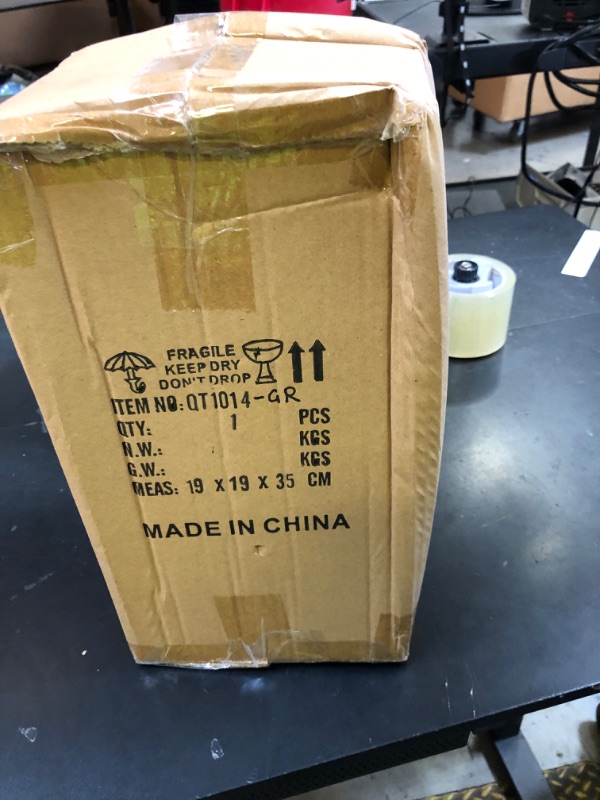 FRAGILE
KEEP DRY
DON'T DROP
ITEM NO: QT1014-GR
QTY: 1 PCS
N.W.: KGS
G.W.: KGS
MEAS: 19 X 19 X 35 CM
MADE IN CHINA